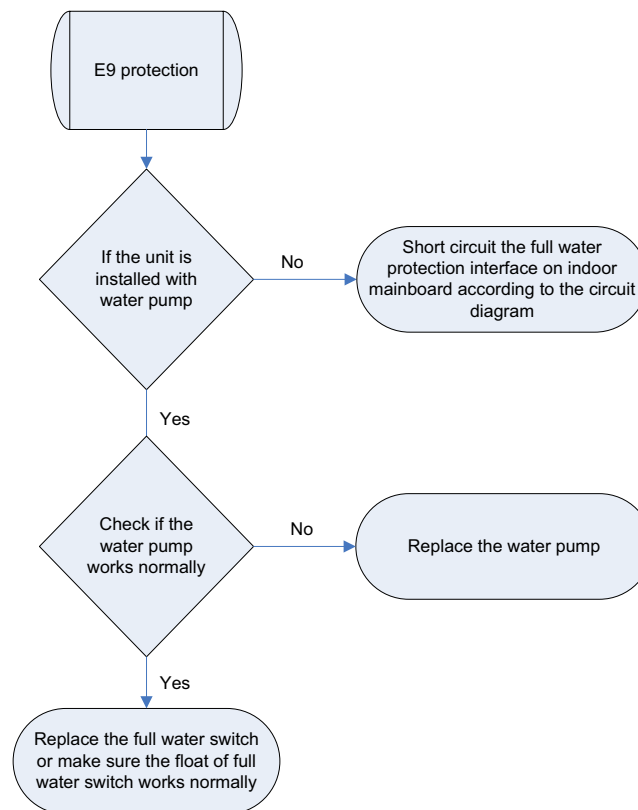 E9 protection
If the unit is
installed with
water pump
No
Short circuit the full water
protection interface on indoor
mainboard according to the circuit
diagram
Yes
Check if the
water pump
works normally
No
Replace the water pump
Yes
Replace the full water switch
or make sure the float of full
water switch works normally